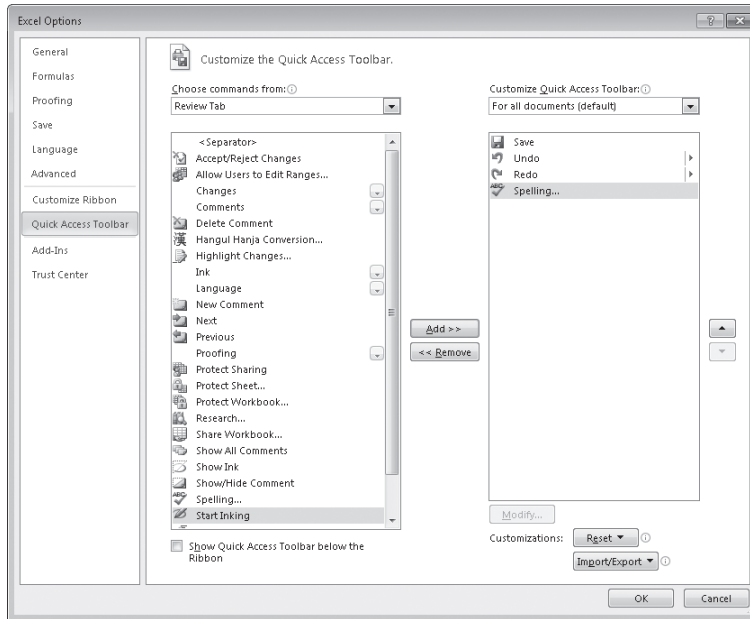 Excel Options
General
Formulas
Proofing
Save
Language
Advanced
Customize Ribbon
Quick Access Toolbar
Add-Ins
Trust Center
Customize the Quick Access Toolbar.
Choose commands from:
Review Tab
<Separator>
Accept/Reject Changes
Allow Users to Edit Ranges...
Changes
Comments
Delete Comment
漢 Hangul Hanja Conversion...
Highlight Changes...
Ink
Language
New Comment
Next
Previous
Proofing
Protect Sharing
Protect Sheet...
Protect Workbook...
Research...
Share Workbook...
Show All Comments
Show Ink
Show/Hide Comment
ABC Spelling...
Start Inking
Show Quick Access Toolbar below the
Ribbon
Add >>
<< Remove
Customize Quick Access Toolbar:
For all documents (default)
Save
Undo
Redo
ABC Spelling...
Modify...
Customizations: Reset
Import/Export
OK Cancel